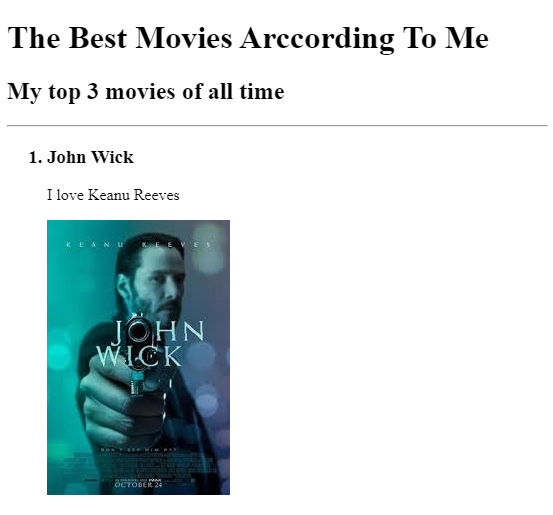 The Best Movies Arccording To Me
My top 3 movies of all time
1. John Wick
I love Keanu Reeves
KEANU REEVES
JOHN
WICK
DON'T SET HIM OFF
OCTOBER 24